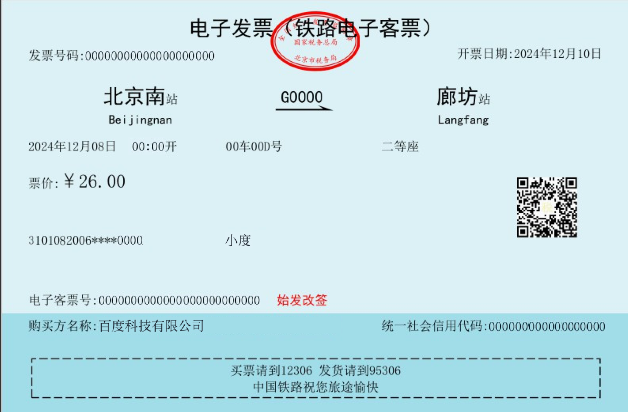 电子发票（铁路电子客票）
国家税务总局
北京市税务局
发票号码:00000000000000000000
开票日期:2024年12月10日
北京南站
G0000
廊坊站
Beijingnan
Langfang
2024年12月08日 00:00开 00车00D号 二等座
票价:￥26.00
3101082006****0000 小度
电子客票号:0000000000000000000000 始发改签
购买方名称:百度科技有限公司 统一社会信用代码:000000000000000000
买票请到12306 发货请到95306
中国铁路祝您旅途愉快